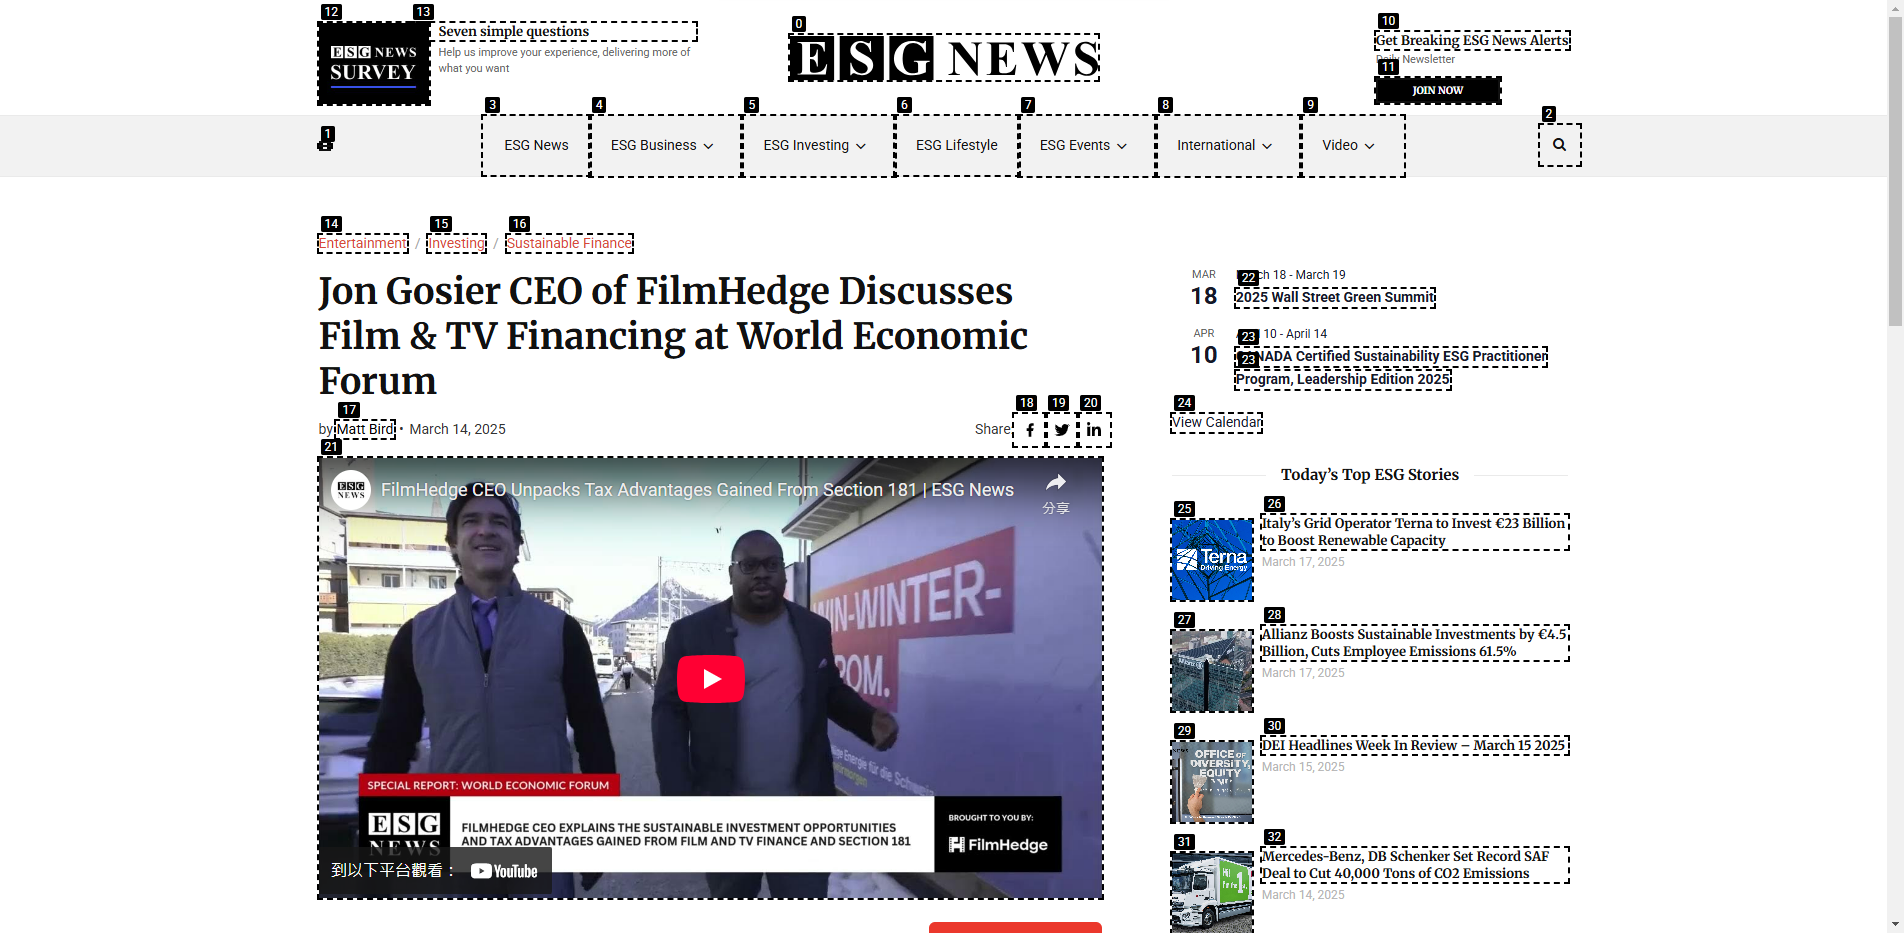 12
13
ESG NEWS
SURVEY
Seven simple questions
Help us improve your experience, delivering more of
what you want
0
ESG NEWS
10
Get Breaking ESG News Alerts
Newsletter
11
JOIN NOW
1
3
ESG News
4
ESG Business
5
ESG Investing
6
ESG Lifestyle
7
ESG Events
8
International
9
Video
2
14
Entertainment
/
15
Investing
/
16
Sustainable Finance
Jon Gosier CEO of FilmHedge Discusses
Film & TV Financing at World Economic
Forum
17
by Matt Bird • March 14, 2025
Share
18
19
20
21
ESG NEWS
FilmHedge CEO Unpacks Tax Advantages Gained From Section 181 | ESG News
分享
WIN-WINTER-
ROM.
SPECIAL REPORT: WORLD ECONOMIC FORUM
ESG
NEWS
FILMHEDGE CEO EXPLAINS THE SUSTAINABLE INVESTMENT OPPORTUNITIES
AND TAX ADVANTAGES GAINED FROM FILM AND TV FINANCE AND SECTION 181
BROUGHT TO YOU BY:
FilmHedge
到以下平台觀看：
YouTube
MAR
18
22
18 - March 19
2025 Wall Street Green Summit
APR
10
23
10 - April 14
23
Certified Sustainability ESG Practitioner
Program, Leadership Edition 2025
24
View Calendar
Today’s Top ESG Stories
25
Terna
Driving Energy
26
Italy’s Grid Operator Terna to Invest €23 Billion
to Boost Renewable Capacity
March 17, 2025
27
28
Allianz Boosts Sustainable Investments by €4.5
Billion, Cuts Employee Emissions 61.5%
March 17, 2025
29
OFFICE OF
DIVERSITY,
EQUITY
30
DEI Headlines Week In Review – March 15 2025
March 15, 2025
31
32
Mercedes-Benz, DB Schenker Set Record SAF
Deal to Cut 40,000 Tons of CO2 Emissions
March 14, 2025